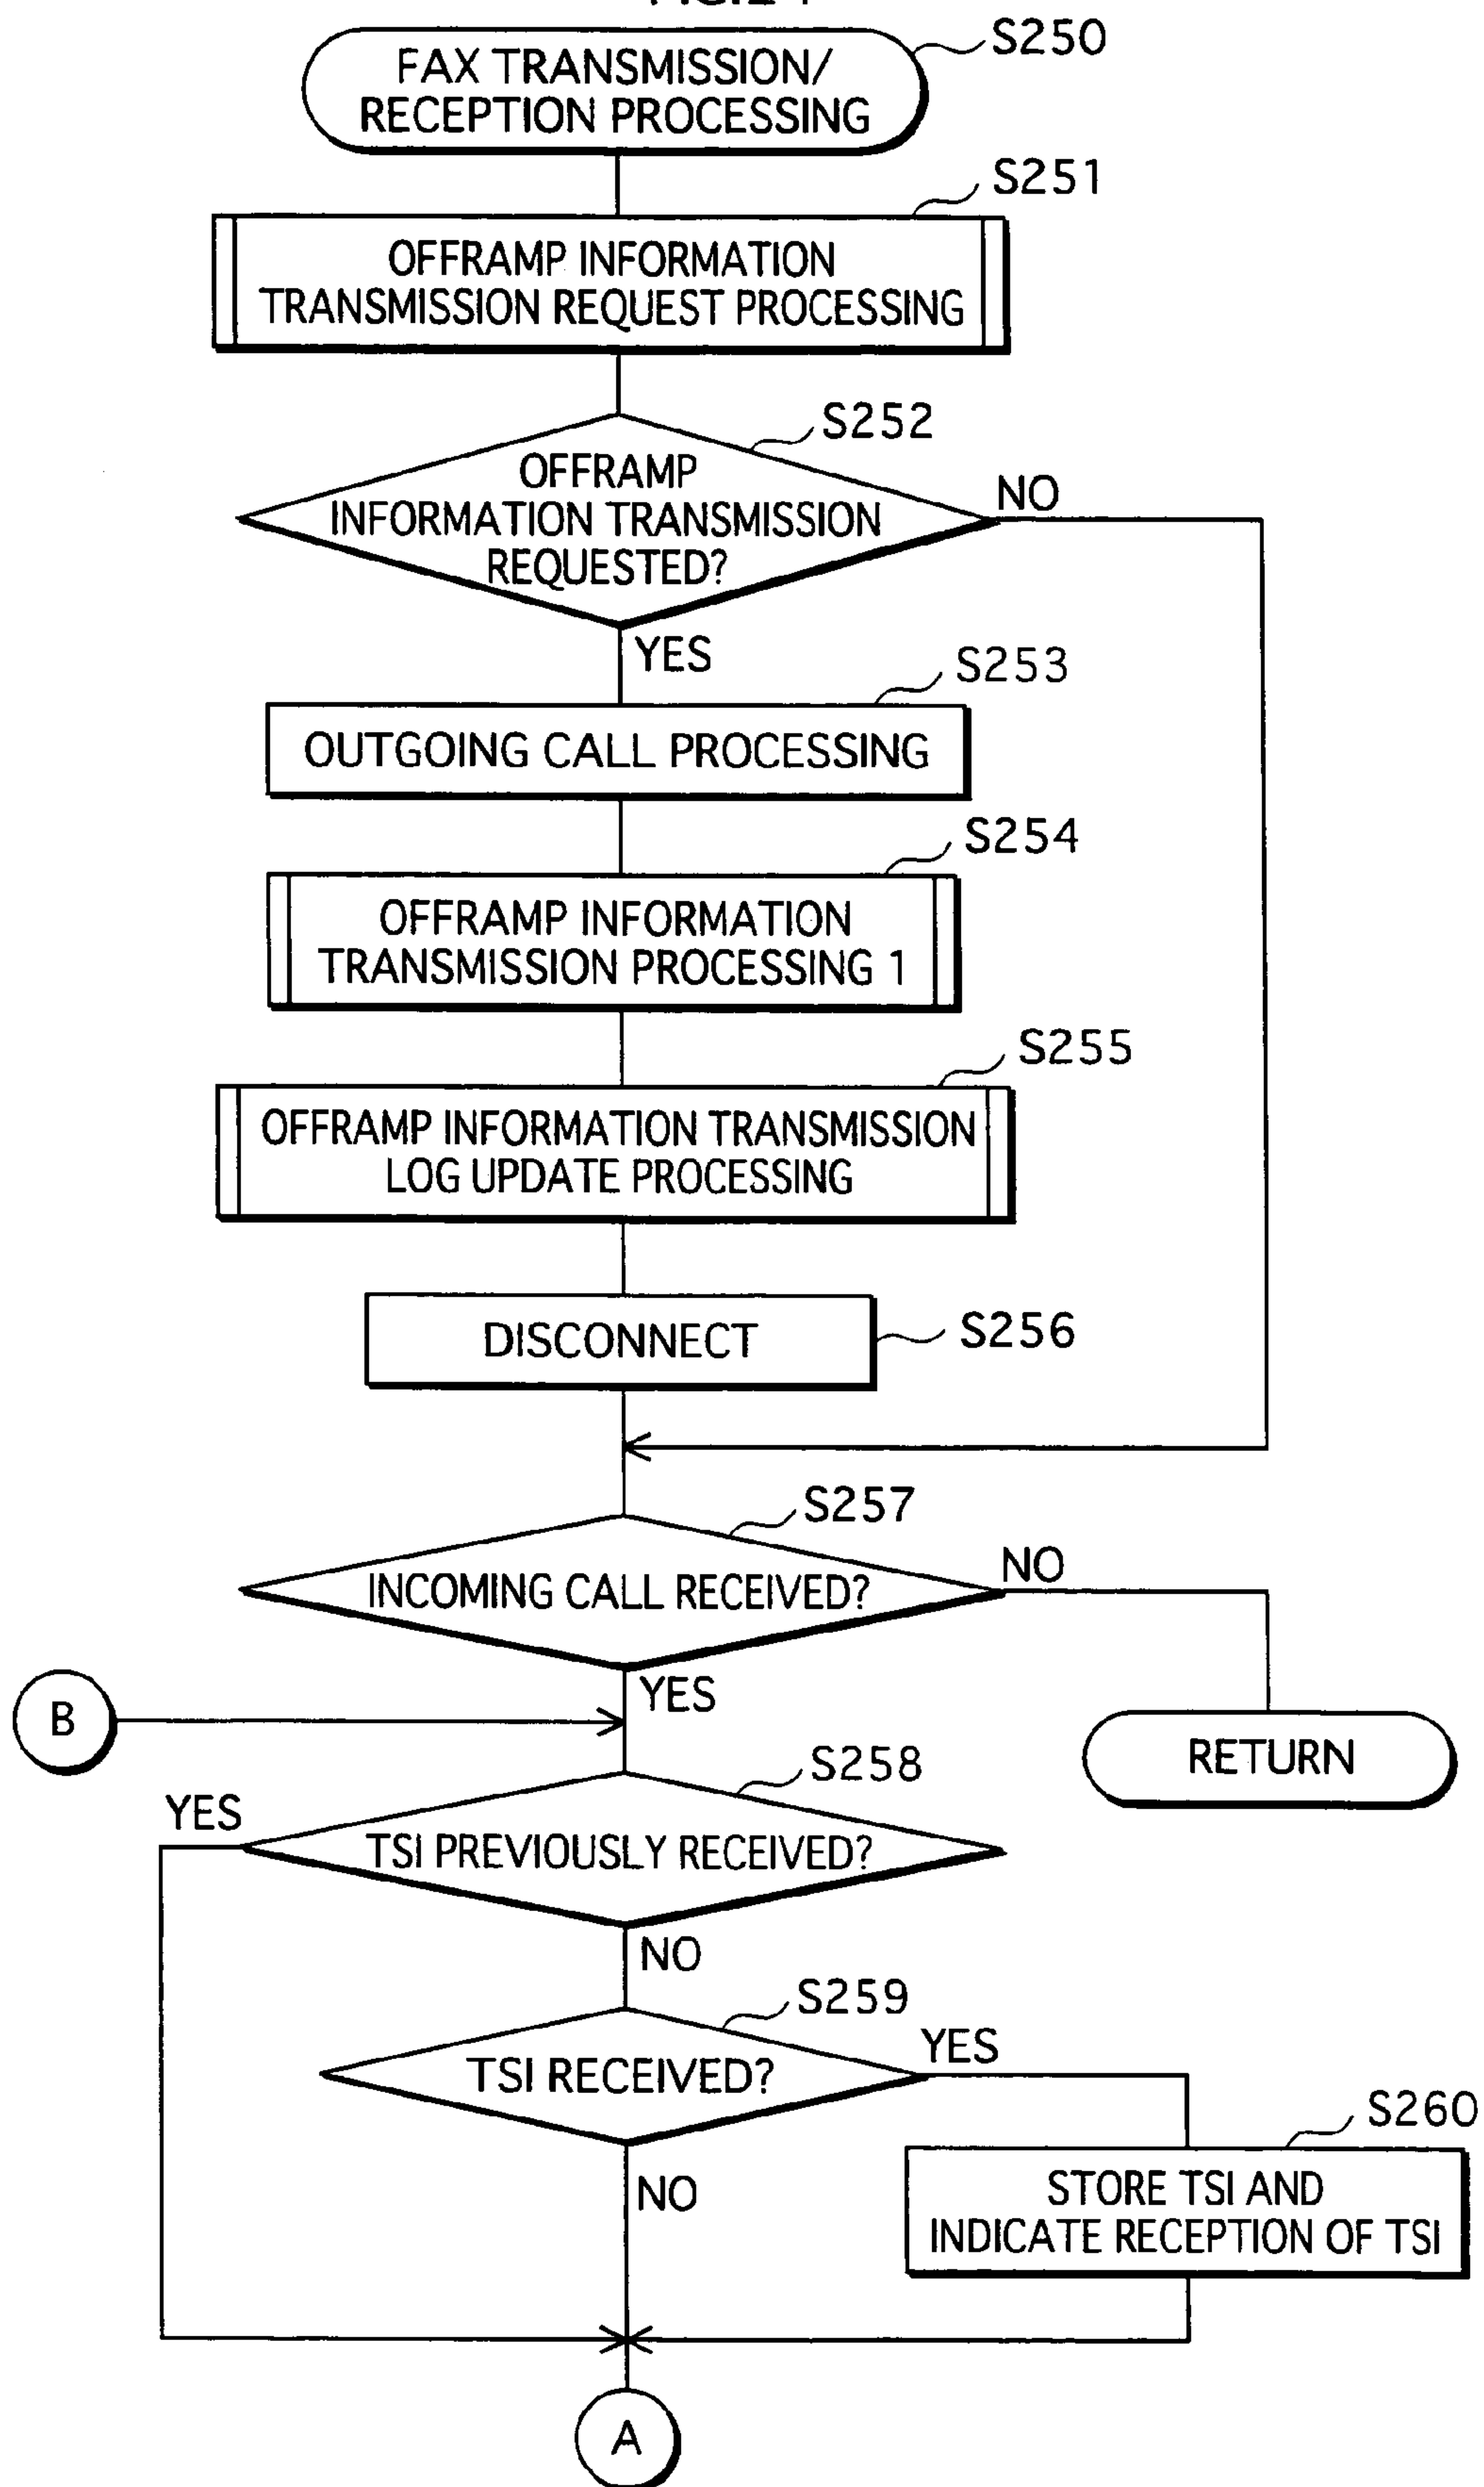 S250
FAX TRANSMISSION/
RECEPTION PROCESSING
S251
OFFRAMP INFORMATION
TRANSMISSION REQUEST PROCESSING
S252
OFFRAMP
INFORMATION TRANSMISSION
REQUESTED?
NO
YES
S253
OUTGOING CALL PROCESSING
S254
OFFRAMP INFORMATION
TRANSMISSION PROCESSING 1
S255
OFFRAMP INFORMATION TRANSMISSION
LOG UPDATE PROCESSING
DISCONNECT
S256
S257
INCOMING CALL RECEIVED?
NO
YES
B
RETURN
S258
YES
TSI PREVIOUSLY RECEIVED?
NO
S259
TSI RECEIVED?
YES
S260
NO
STORE TSI AND
INDICATE RECEPTION OF TSI
A